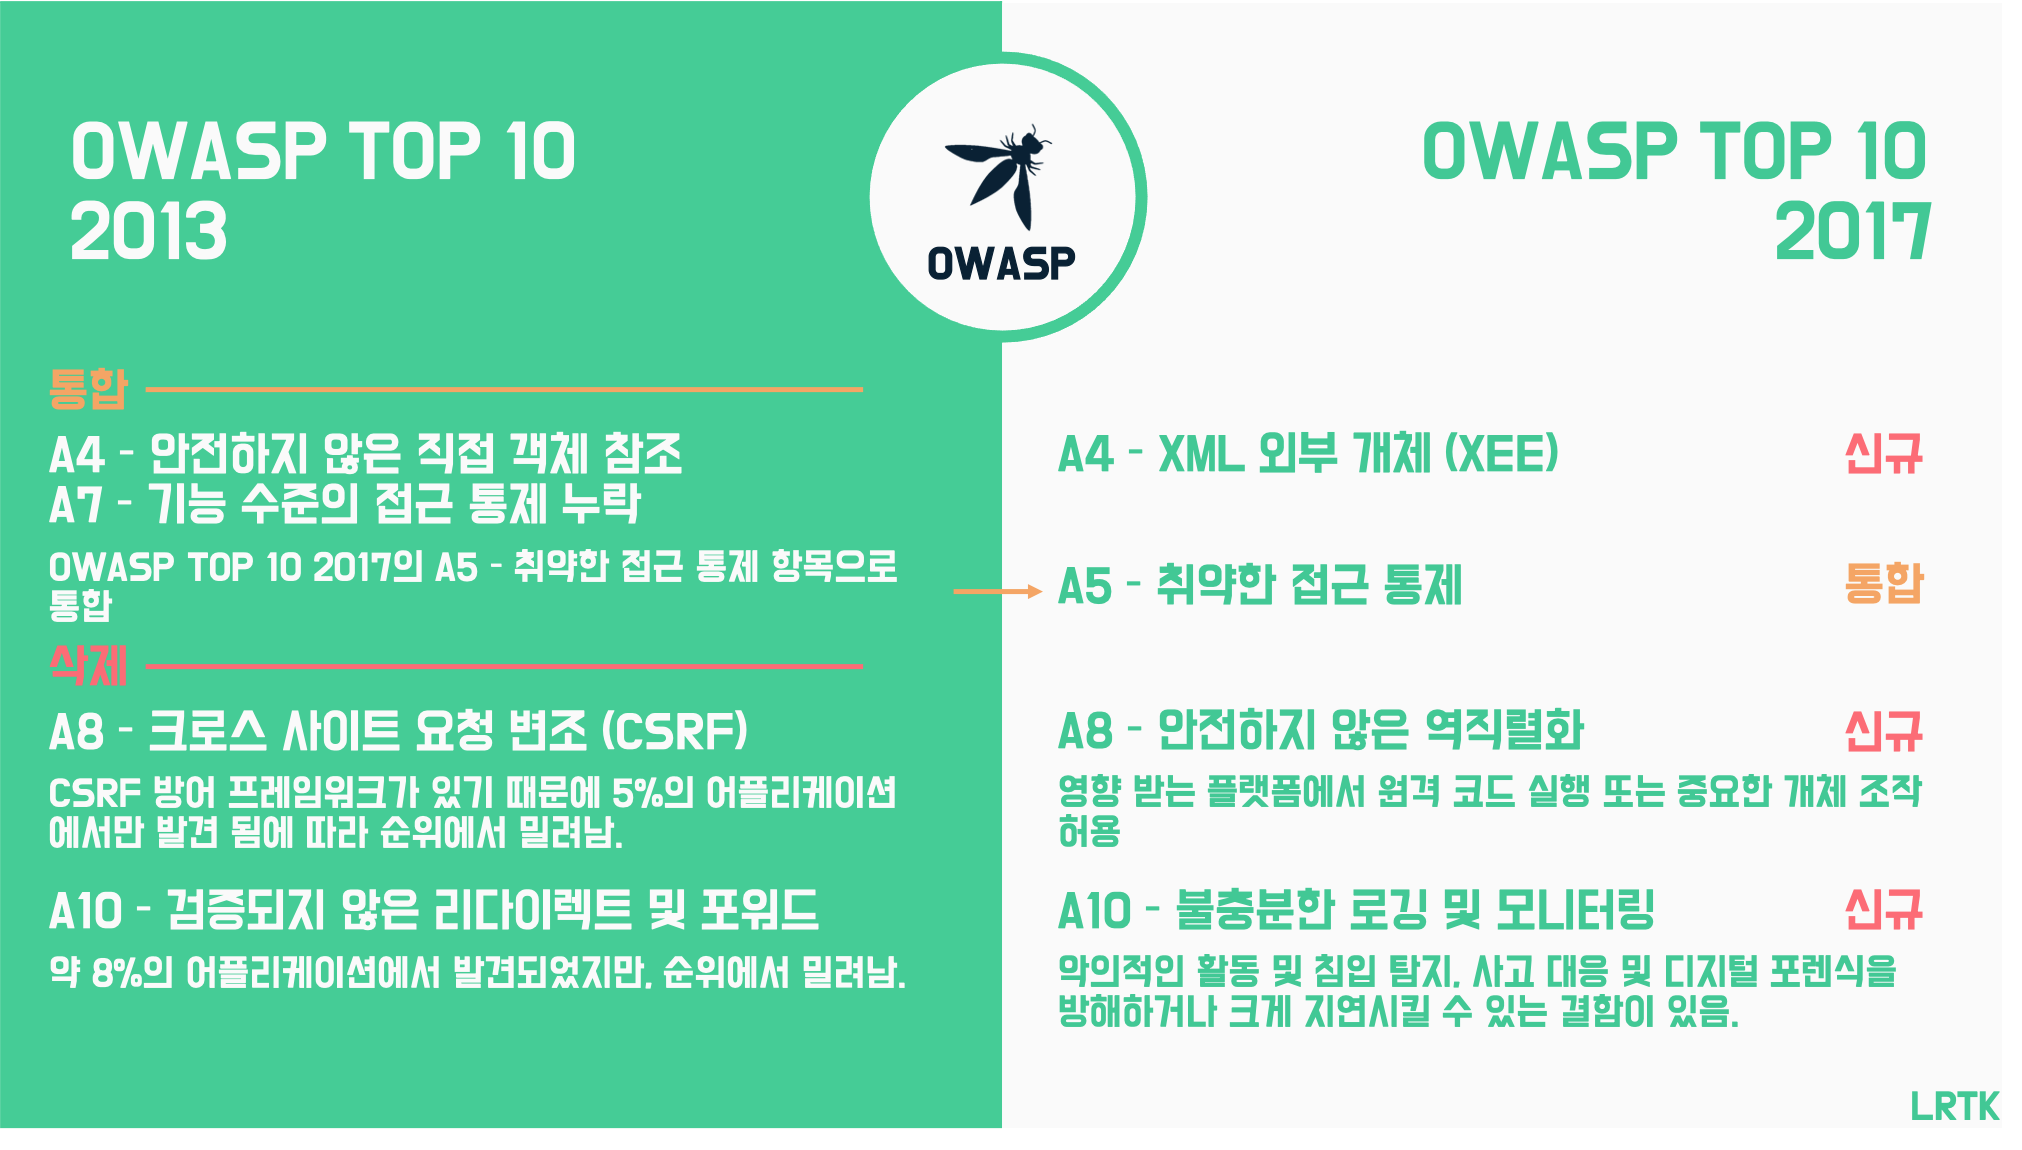 OWASP TOP 10
2013
OWASP
OWASP TOP 10
2017
통합
A4 - 안전하지 않은 직접 객체 참조
A7 - 기능 수준의 접근 통제 누락
OWASP TOP 10 2017의 A5 - 취약한 접근 통제 항목으로
통합
삭제
A8 - 크로스 사이트 요청 변조 (CSRF)
CSRF 방어 프레임워크가 있기 때문에 5%의 어플리케이션
에서만 발견 됨에 따라 순위에서 밀려남.
A10 - 검증되지 않은 리다이렉트 및 포워드
약 8%의 어플리케이션에서 발견되었지만, 순위에서 밀려남.
A4 - XML 외부 개체 (XEE) 신규
A5 - 취약한 접근 통제 통합
A8 - 안전하지 않은 역직렬화 신규
영향 받는 플랫폼에서 원격 코드 실행 또는 중요한 개체 조작
허용
A10 - 불충분한 로깅 및 모니터링 신규
악의적인 활동 및 침입 탐지, 사고 대응 및 디지털 포렌식을
방해하거나 크게 지연시킬 수 있는 결함이 있음.
LRTK